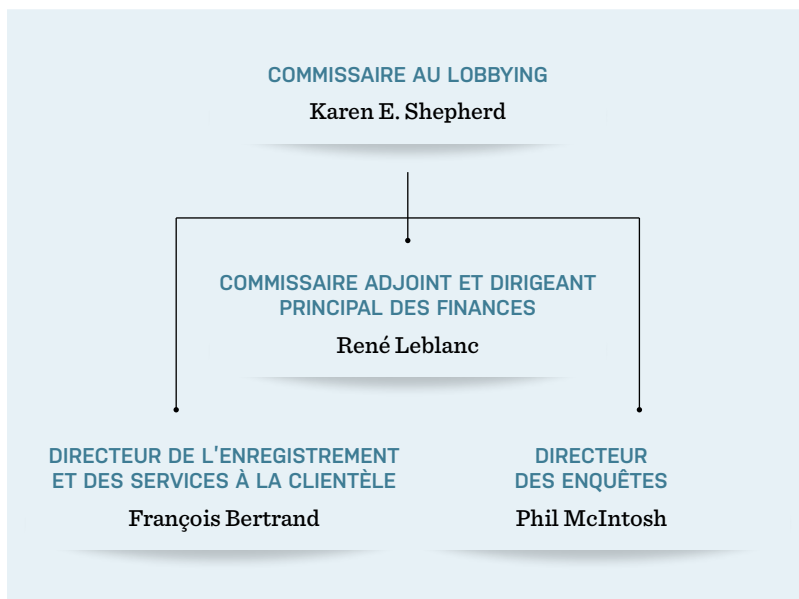 COMMISSAIRE AU LOBBYING
Karen E. Shepherd
COMMISSAIRE ADJOINT ET DIRIGEANT
PRINCIPAL DES FINANCES
René Leblanc
DIRECTEUR DE L'ENREGISTREMENT
ET DES SERVICES À LA CLIENTÈLE
François Bertrand
DIRECTEUR
DES ENQUÊTES
Phil McIntosh